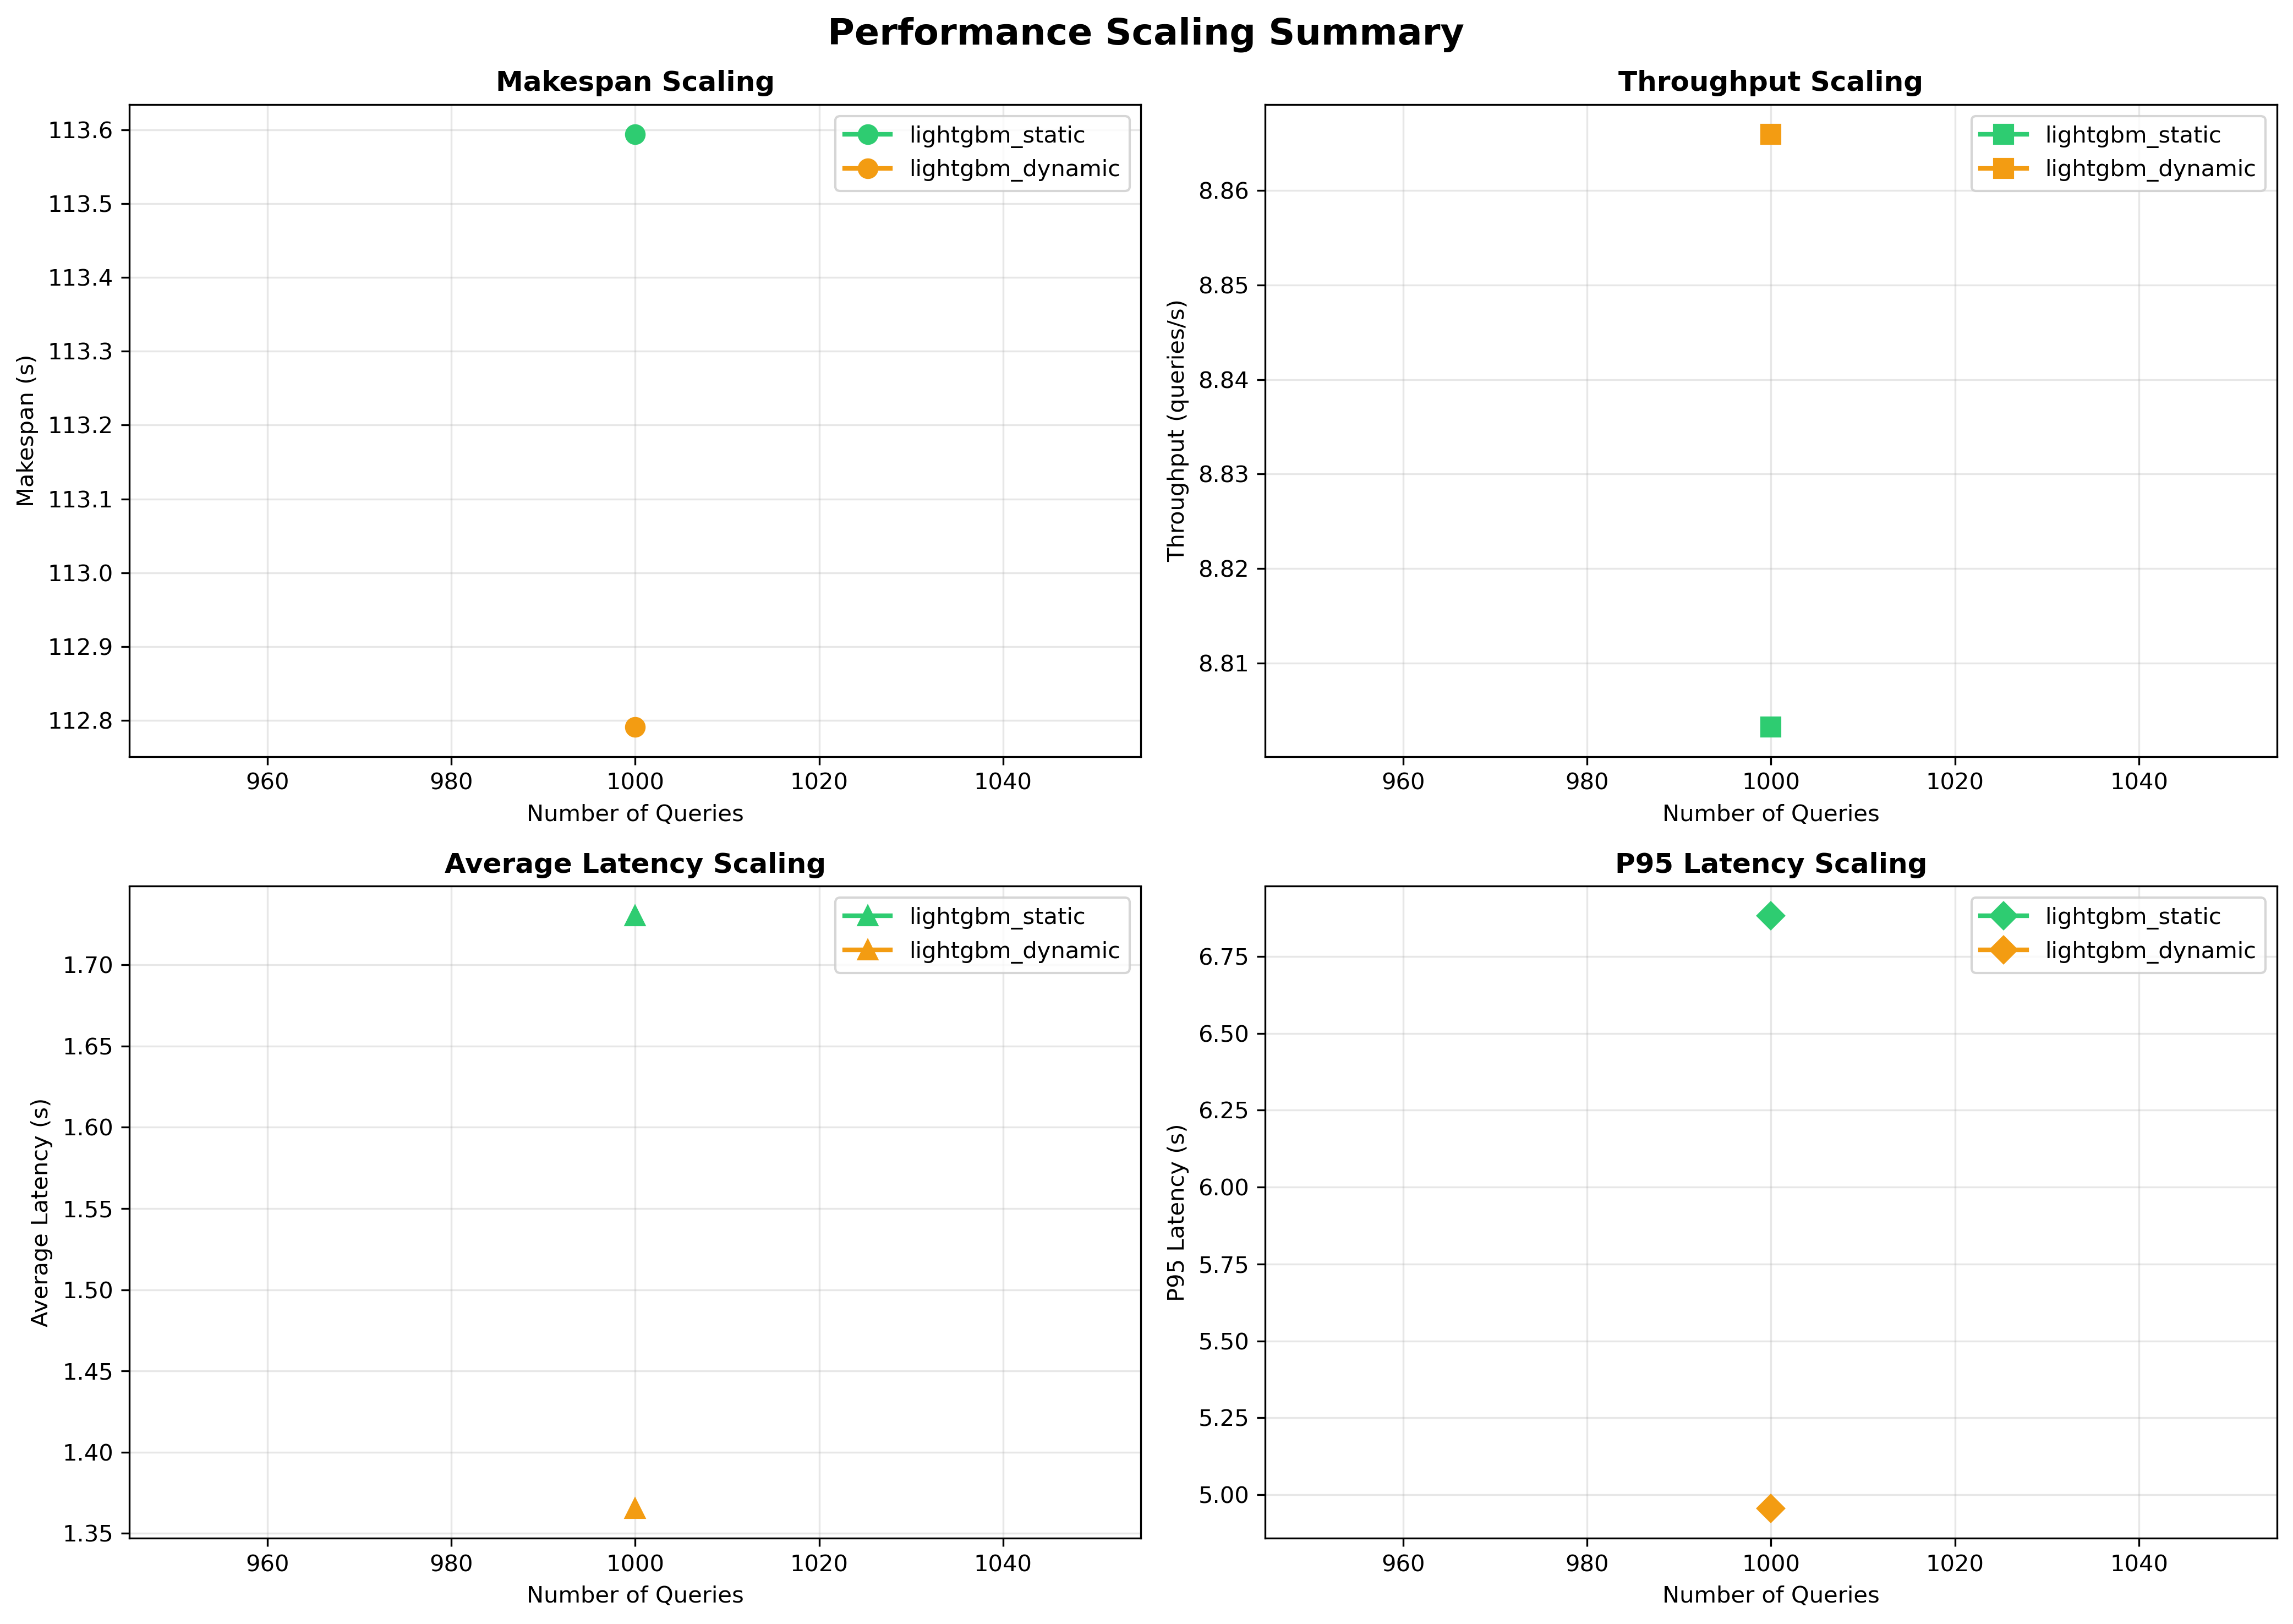 Performance Scaling Summary
Makespan Scaling
113.6
113.5
113.4
113.3
113.2
113.1
113.0
112.9
112.8
Makespan (s)
960
980
1000
1020
1040
Number of Queries
lightgbm_static
lightgbm_dynamic
Throughput Scaling
8.86
8.85
8.84
8.83
8.82
8.81
Throughput (queries/s)
960
980
1000
1020
1040
Number of Queries
lightgbm_static
lightgbm_dynamic
Average Latency Scaling
1.70
1.65
1.60
1.55
1.50
1.45
1.40
1.35
Average Latency (s)
960
980
1000
1020
1040
Number of Queries
lightgbm_static
lightgbm_dynamic
P95 Latency Scaling
6.75
6.50
6.25
6.00
5.75
5.50
5.25
5.00
P95 Latency (s)
960
980
1000
1020
1040
Number of Queries
lightgbm_static
lightgbm_dynamic